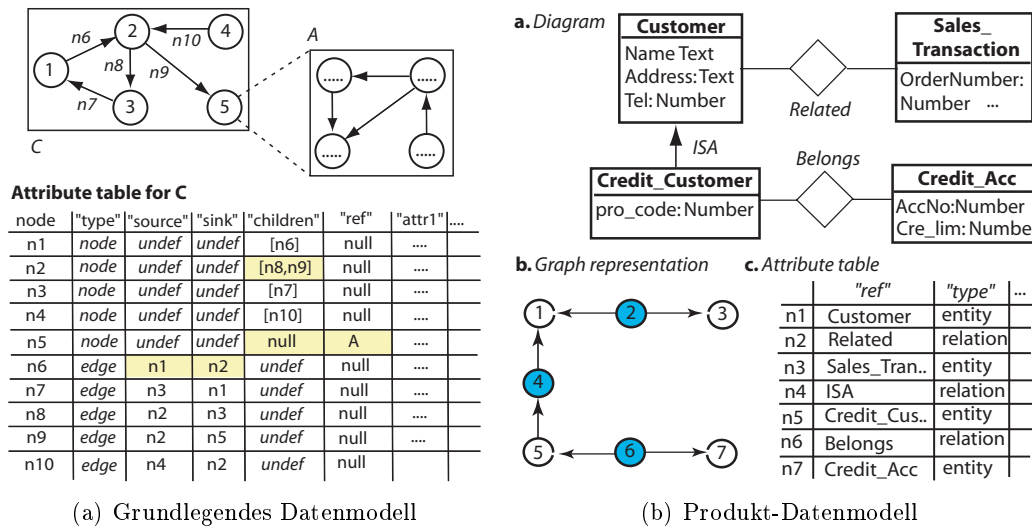 A
n6
2
n10
4
1
n8
n9
n7
3
5
C
..... .....
..... .....
Attribute table for C
node "type" "source" "sink" "children" "ref" "attr1" ....
n1 node undef undef [n6] null ....
n2 node undef undef [n8,n9] null ....
n3 node undef undef [n7] null ....
n4 node undef undef [n10] null ....
n5 node undef undef null A ....
n6 edge n1 n2 undef null ....
n7 edge n3 n1 undef null ....
n8 edge n2 n3 undef null ....
n9 edge n2 n5 undef null ....
n10 edge n4 n2 undef null
(a) Grundlegendes Datenmodell
a. Diagram
Customer
Name Text
Address:Text
Tel:Number
Related
Sales_
Transaction
OrderNumber:
Number ...
ISA
Belongs
Credit_Customer
pro_code:Number
Credit_Acc
AccNo:Number
Cre_lim:Numbe
b. Graph representation
1 2 3
4
5 6 7
c. Attribute table
"ref" "type" ...
n1 Customer entity
n2 Related relation
n3 Sales_Tran.. entity
n4 ISA relation
n5 Credit_Cus.. entity
n6 Belongs relation
n7 Credit_Acc entity
(b) Produkt-Datenmodell